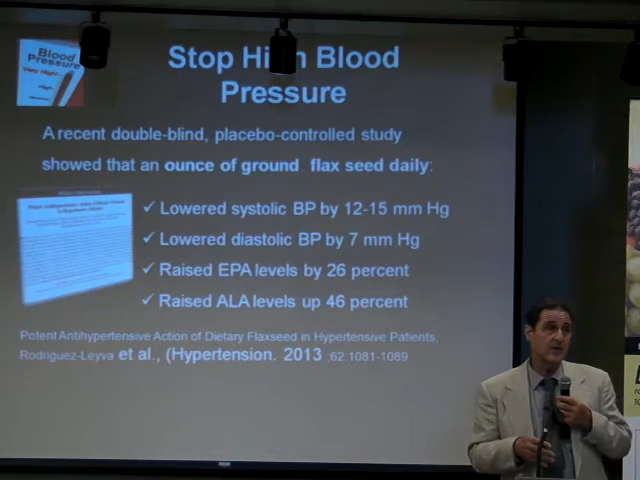 Blood
Pressure
Very High
High
Stop High Blood
Pressure
A recent double-blind, placebo-controlled study
showed that an ounce of ground flax seed daily:
✓ Lowered systolic BP by 12-15 mm Hg
✓ Lowered diastolic BP by 7 mm Hg
✓ Raised EPA levels by 26 percent
✓ Raised ALA levels up 46 percent
Potent Antihypertensive Action of Dietary Flaxseed in Hypertensive Patients,
Rodriguez-Leyva et al., (Hypertension. 2013 ;62:1081-1089